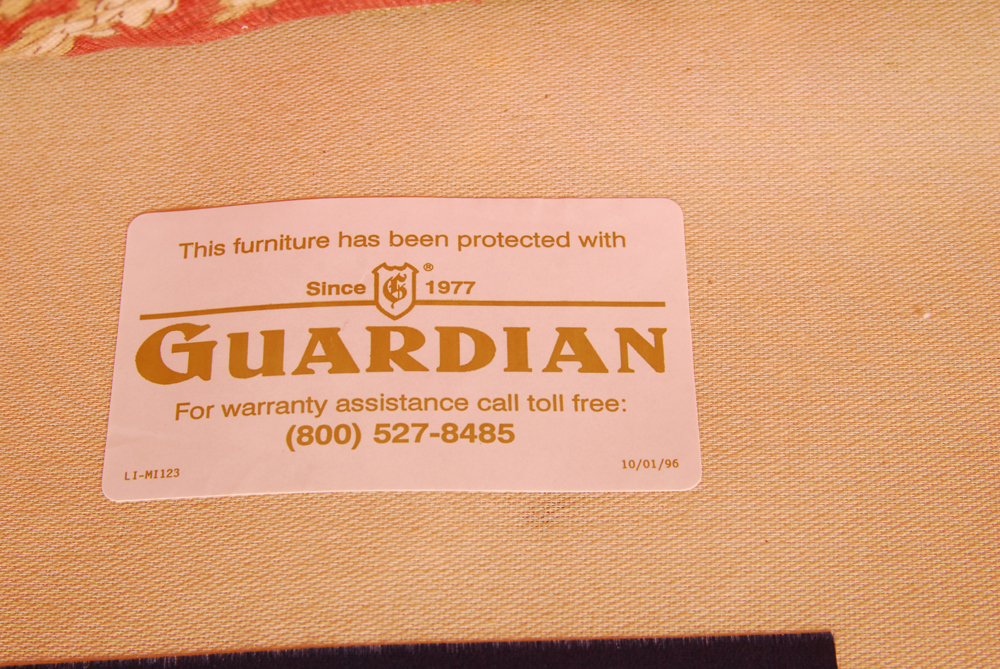 This furniture has been protected with
Since G® 1977
GUARDIAN
For warranty assistance call toll free:
(800) 527-8485
LI-MI123 10/01/96